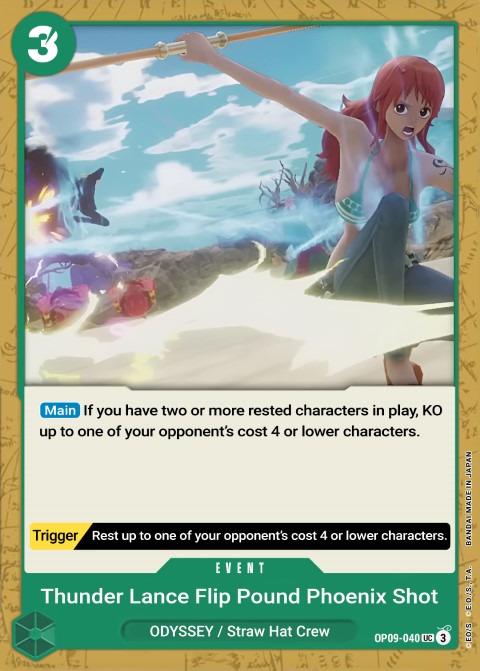 3
Main If you have two or more rested characters in play, KO
up to one of your opponent's cost 4 or lower characters.
Trigger Rest up to one of your opponent's cost 4 or lower characters.
EVENT
Thunder Lance Flip Pound Phoenix Shot
ODYSSEY / Straw Hat Crew
OP09-040 UC 3
©E.O./S. ©E.O./S., T.A. BANDAI MADE IN JAPAN